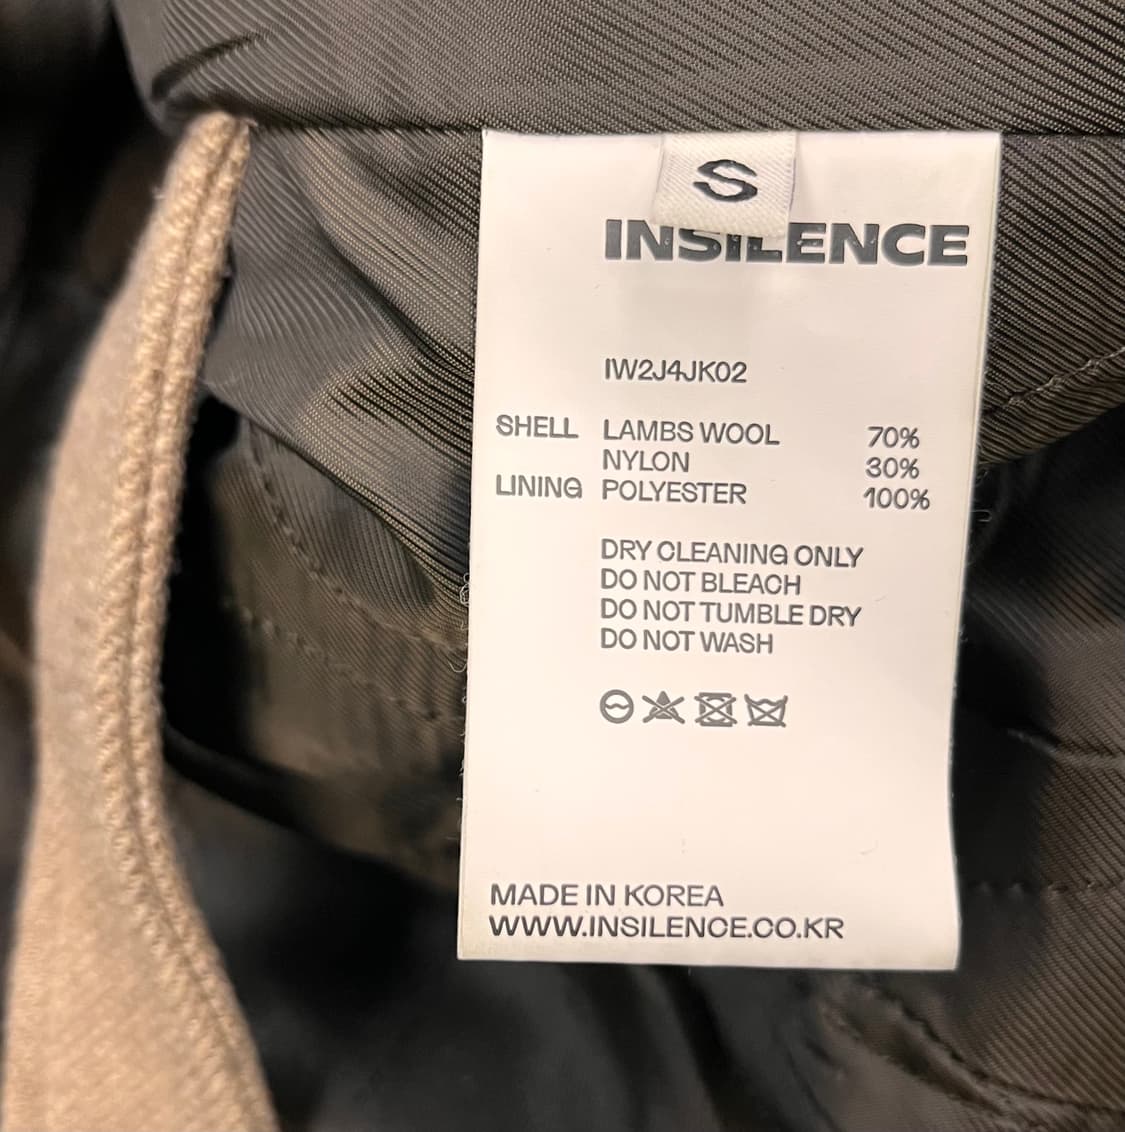 S
INSILENCE
IW2J4JK02
SHELL LAMBS WOOL 70%
NYLON 30%
LINING POLYESTER 100%
DRY CLEANING ONLY
DO NOT BLEACH
DO NOT TUMBLE DRY
DO NOT WASH
MADE IN KOREA
WWW.INSILENCE.CO.KR